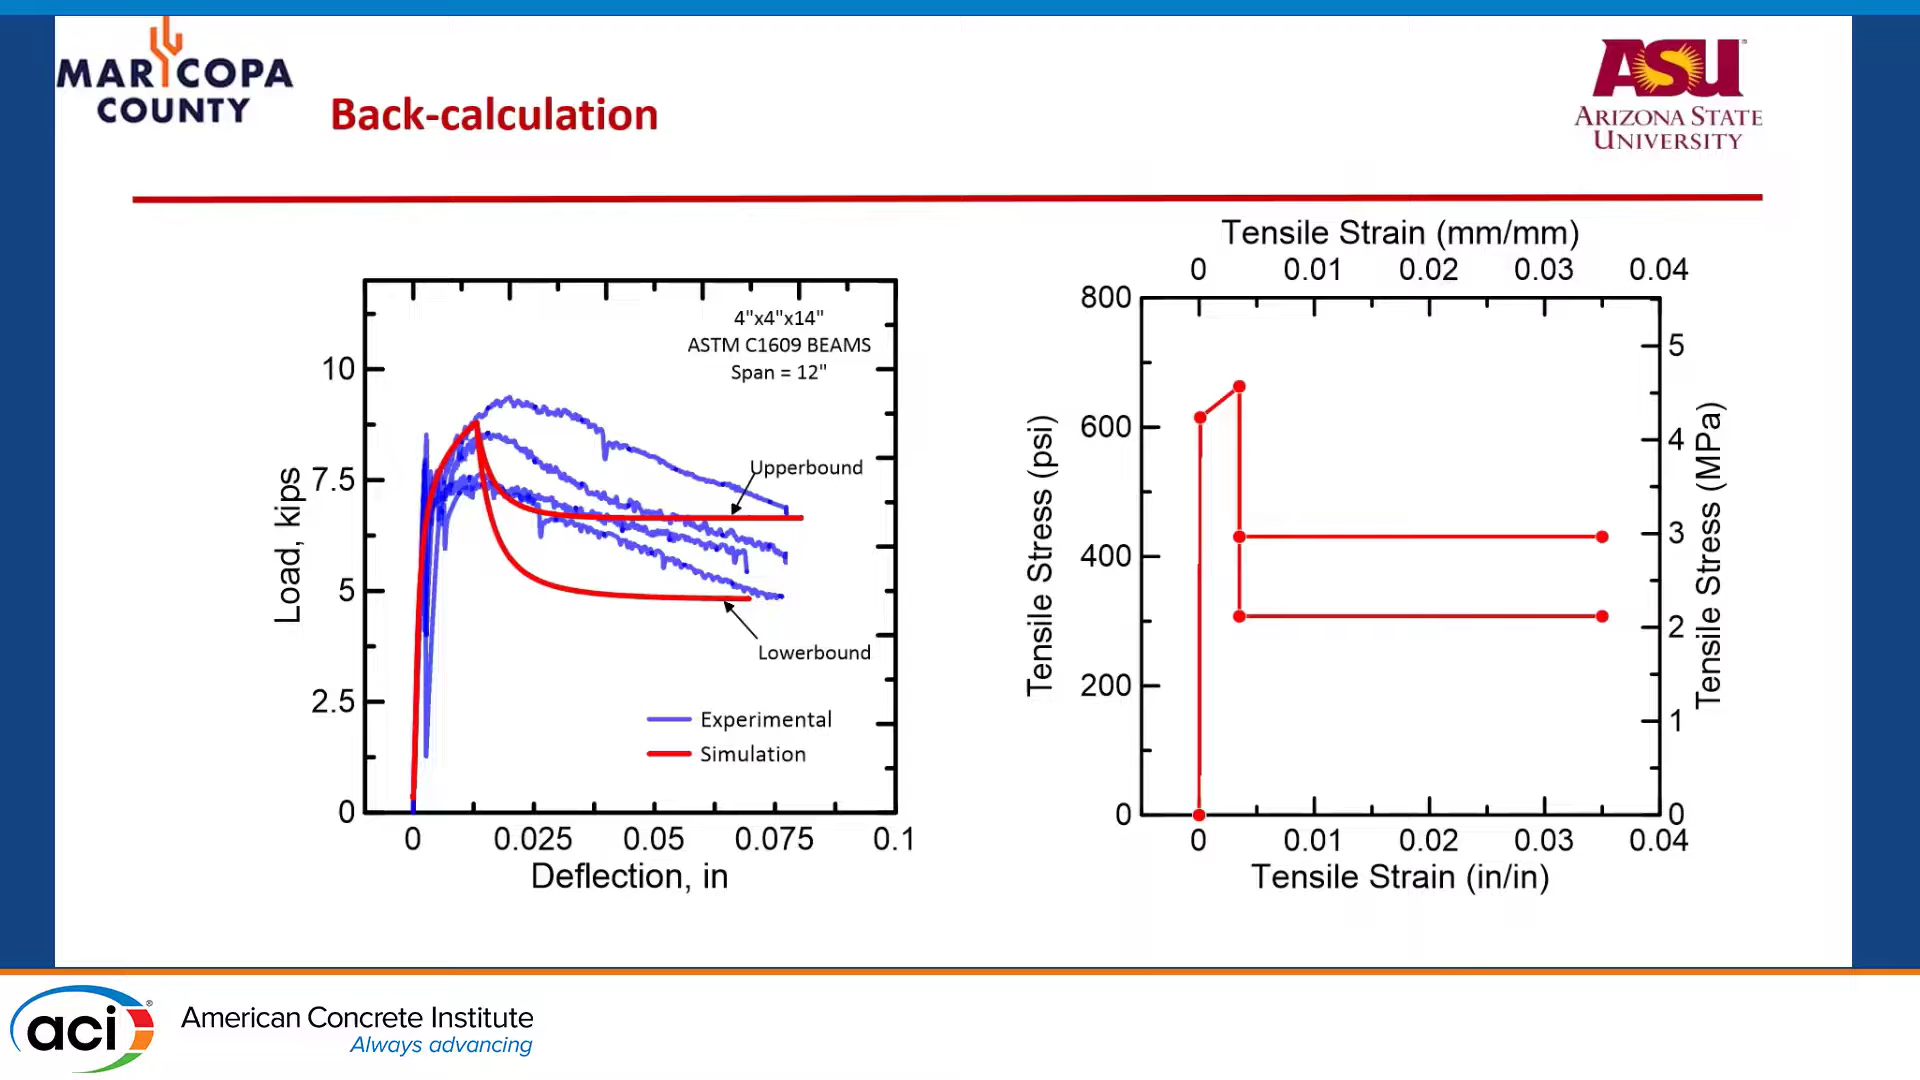 MARICOPA
COUNTY
Back-calculation
ASU
ARIZONA STATE
UNIVERSITY
4"x4"x14"
ASTM C1609 BEAMS
Span = 12"
10
7.5
5
2.5
0
Load, kips
Upperbound
Lowerbound
Experimental
Simulation
0 0.025 0.05 0.075 0.1
Deflection, in
Tensile Strain (mm/mm)
0 0.01 0.02 0.03 0.04
800
600
400
200
0
Tensile Stress (psi)
5
4
3
2
1
0
Tensile Stress (MPa)
0 0.01 0.02 0.03 0.04
Tensile Strain (in/in)
aci®
American Concrete Institute
Always advancing